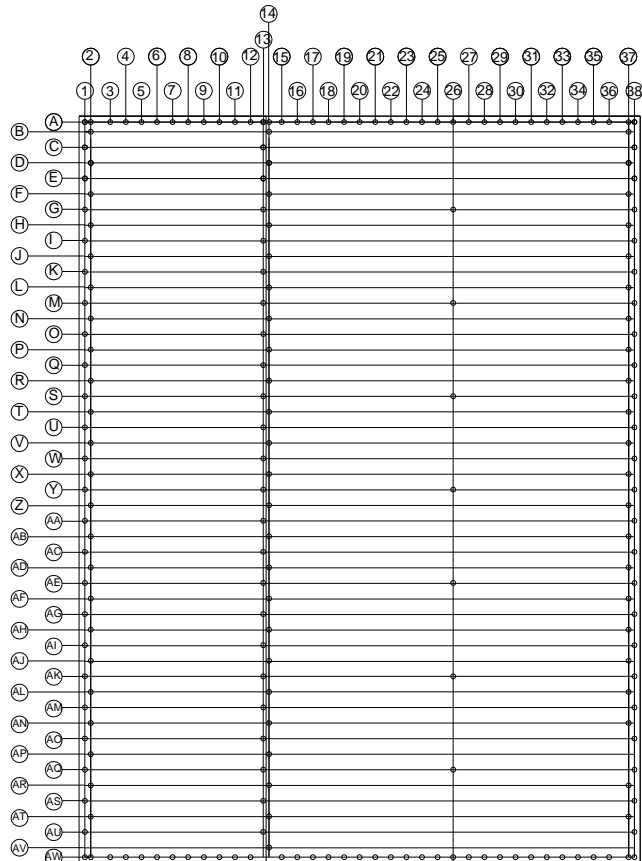 14
13
2 4 6 8 10 12 15 17 19 21 23 25 27 29 31 33 35 37
1 3 5 7 9 11 16 18 20 22 24 26 28 30 32 34 36 38
A
B
C
D
E
F
G
H
I
J
K
L
M
N
O
P
Q
R
S
T
U
V
W
X
Y
Z
AA
AB
AC
AD
AE
AF
AG
AH
AI
AJ
AK
AL
AM
AN
AO
AP
AQ
AR
AS
AT
AU
AV
AW